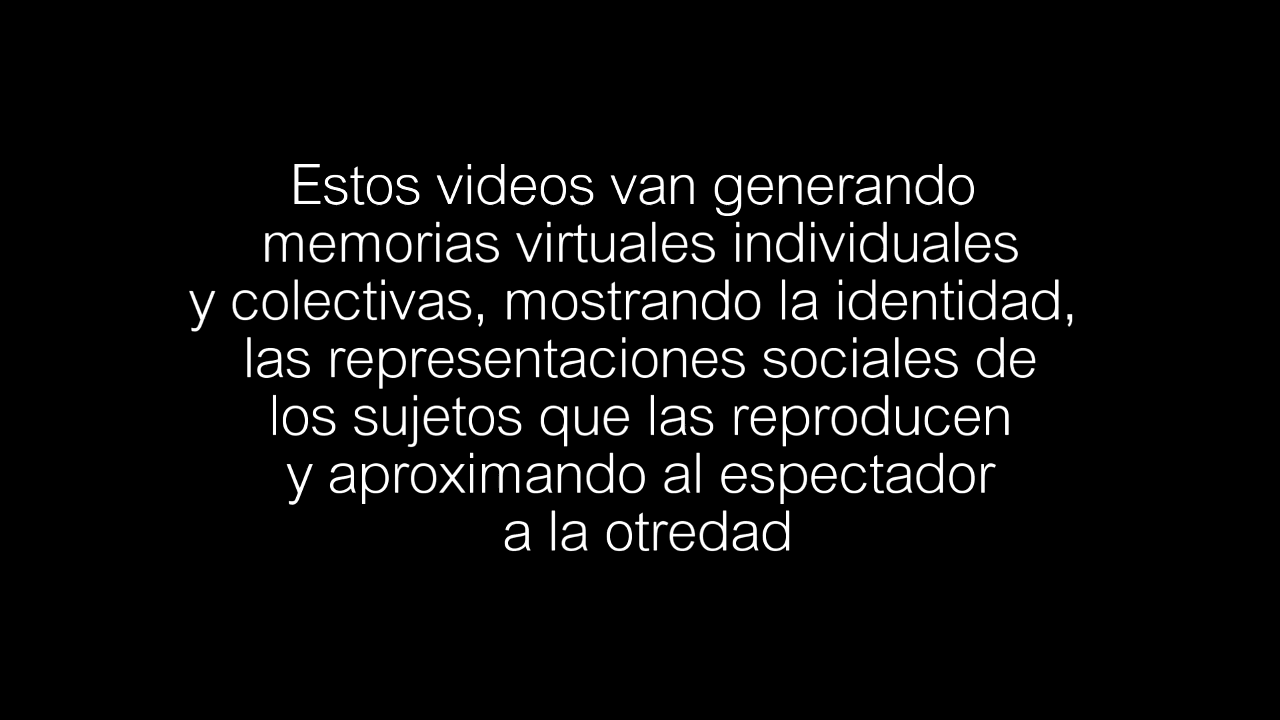 Estos videos van generando
memorias virtuales individuales
y colectivas, mostrando la identidad,
las representaciones sociales de
los sujetos que las reproducen
y aproximando al espectador
a la otredad